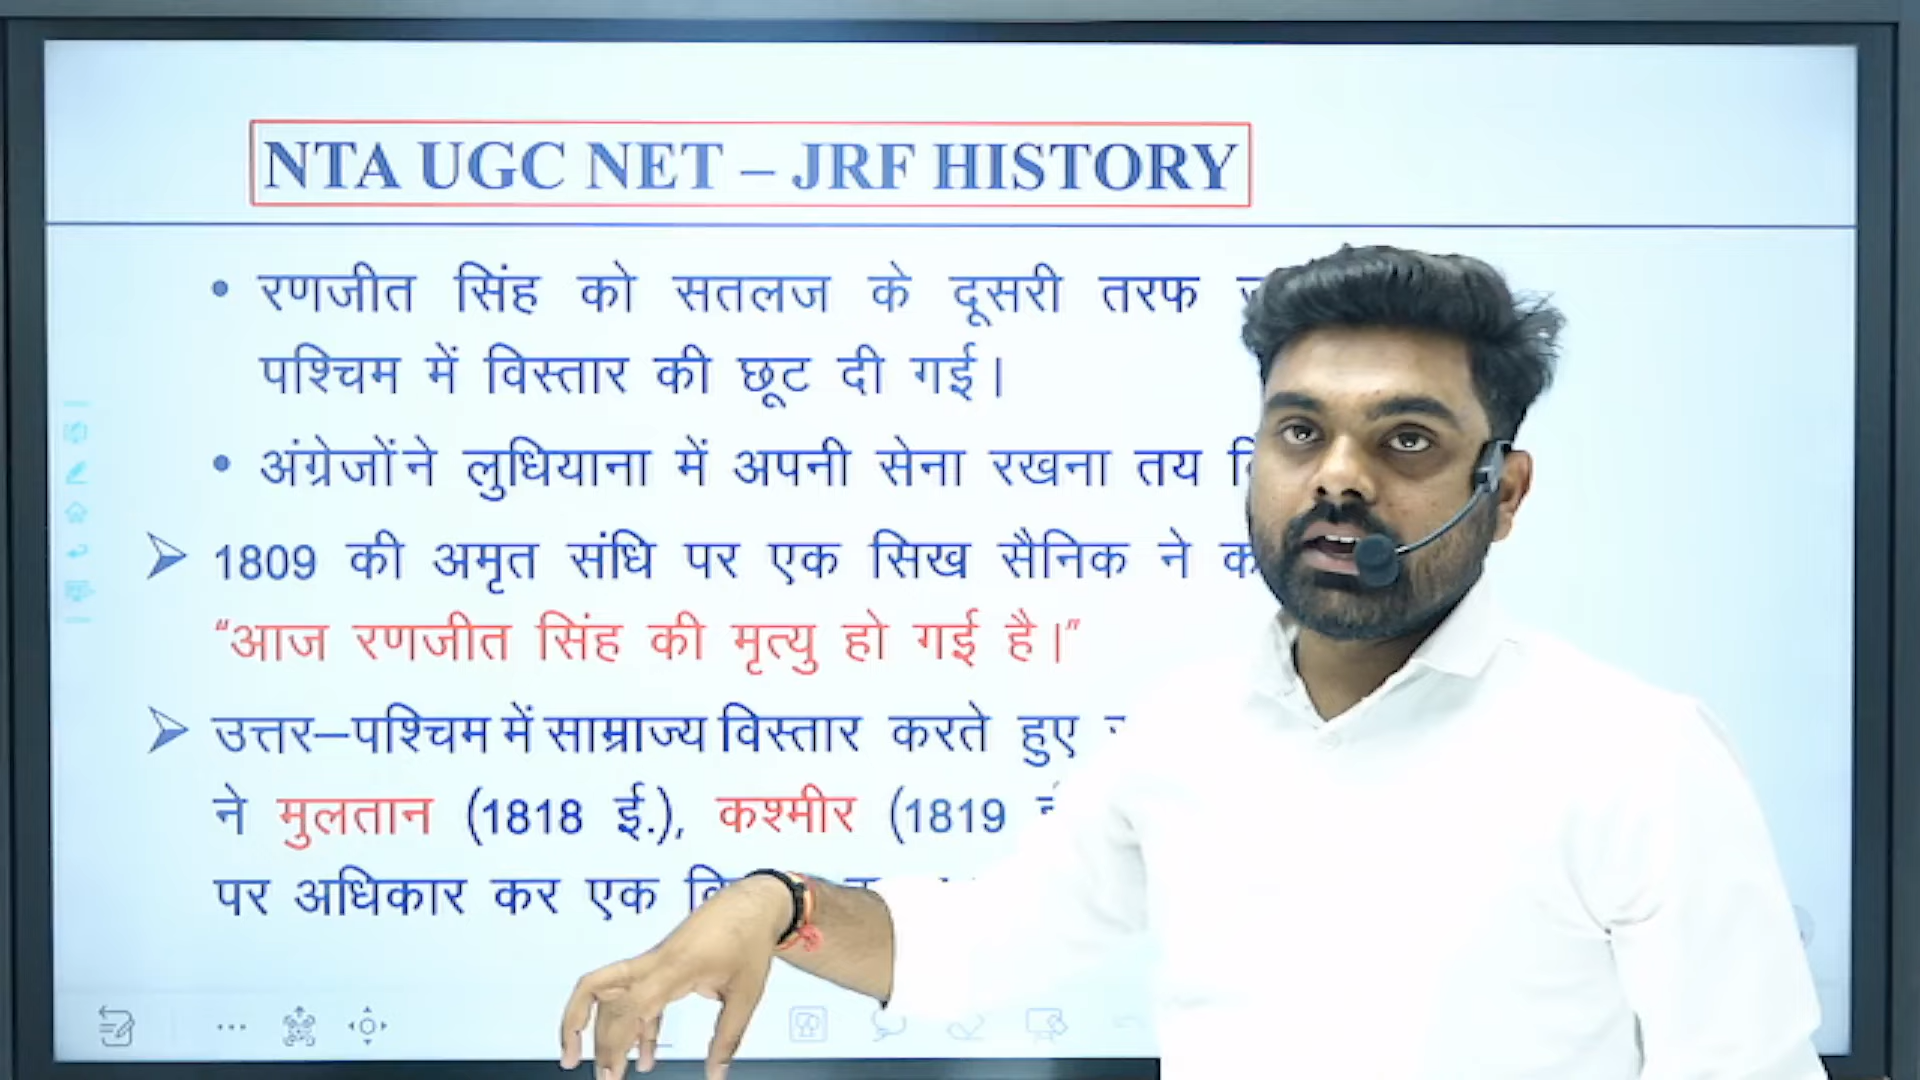 NTA UGC NET – JRF HISTORY
• रणजीत सिंह को सतलज के दूसरी तरफ
पश्चिम में विस्तार की छूट दी गई।
• अंग्रेजों ने लुधियाना में अपनी सेना रखना तय
➢ 1809 की अमृत संधि पर एक सिख सैनिक ने
“आज रणजीत सिंह की मृत्यु हो गई है।”
➢ उत्तर–पश्चिम में साम्राज्य विस्तार करते हुए
ने मुलतान (1818 ई.), कश्मीर (1819
पर अधिकार कर एक